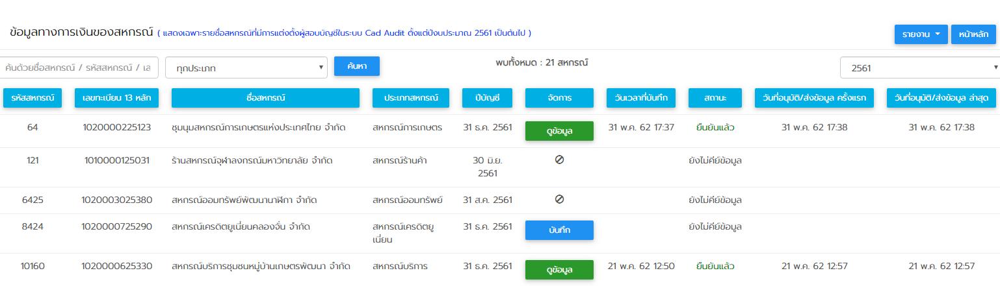 ข้อมูลทางการเงินของสหกรณ์ ( แสดงเฉพาะรายชื่อสหกรณ์ที่มีการแต่งตั้งผู้สอบบัญชีในระบบ Cad Audit ตั้งแต่ปีงบประมาณ 2561 เป็นต้นไป )
รายงาน หน้าหลัก
ค้นด้วยชื่อสหกรณ์ / รหัสสหกรณ์ / เล ทุกประเภท ค้นหา พบทั้งหมด : 21 สหกรณ์ 2561
รหัสสหกรณ์ เลขทะเบียน 13 หลัก ชื่อสหกรณ์ ประเภทสหกรณ์ ปีบัญชี จัดการ วันเวลาที่บันทึก สถานะ วันที่อนุมัติ/ส่งข้อมูล ครั้งแรก วันที่อนุมัติ/ส่งข้อมูล ล่าสุด
64 1020000225123 ชุมนุมสหกรณ์การเกษตรแห่งประเทศไทย จำกัด สหกรณ์การเกษตร 31 ธ.ค. 2561 ดูข้อมูล 31 พ.ค. 62 17:37 ยืนยันแล้ว 31 พ.ค. 62 17:38 31 พ.ค. 62 17:38
121 1010000125031 ร้านสหกรณ์จุฬาลงกรณ์มหาวิทยาลัย จำกัด สหกรณ์ร้านค้า 30 มิ.ย. ยังไม่คีย์ข้อมูล
2561
6425 1020003025380 สหกรณ์ออมทรัพย์พัฒนานาฬิกา จำกัด สหกรณ์ออมทรัพย์ 31 ส.ค. 2561 ยังไม่คีย์ข้อมูล
8424 1020000725290 สหกรณ์เครดิตยูเนี่ยนคลองจั่น จำกัด สหกรณ์เครดิตยู 31 ธ.ค. 2561 บันทึก ยังไม่คีย์ข้อมูล
เนี่ยน
10160 1020000625330 สหกรณ์บริการชุมชนหมู่บ้านเกษตรพัฒนา จำกัด สหกรณ์บริการ 31 ธ.ค. 2561 ดูข้อมูล 21 พ.ค. 62 12:50 ยืนยันแล้ว 21 พ.ค. 62 12:57 21 พ.ค. 62 12:57